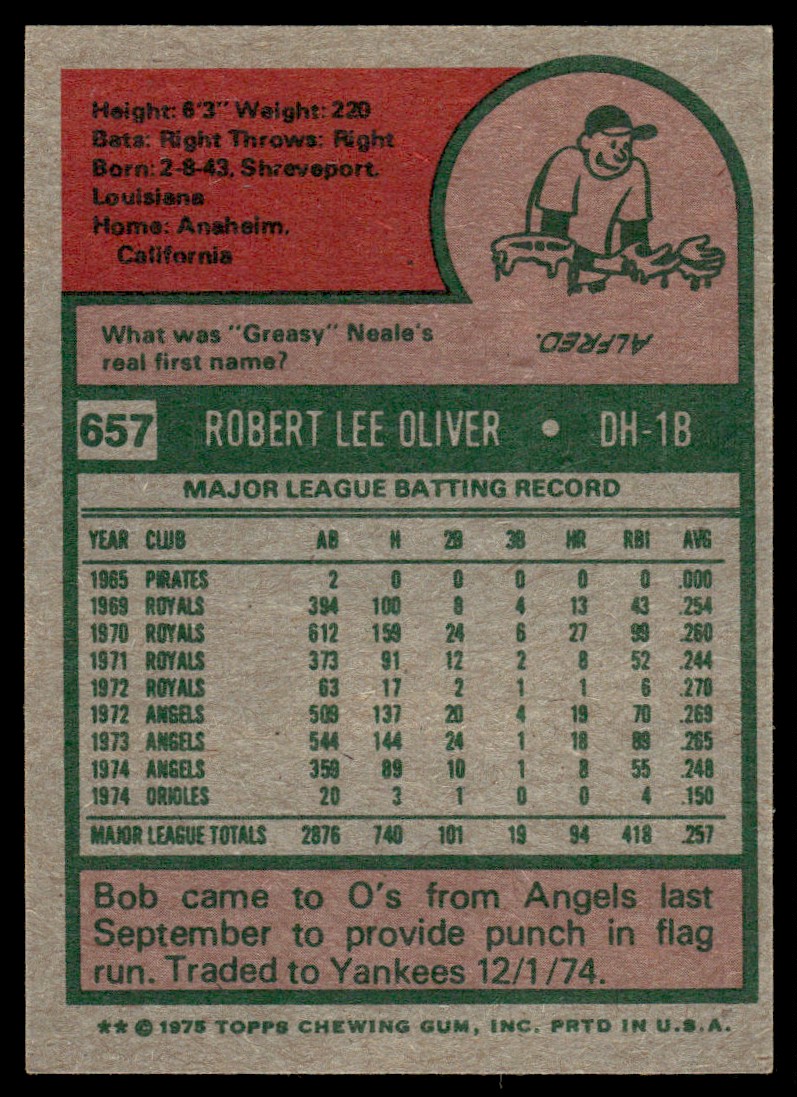 Height: 6'3" Weight: 220
Bats: Right Throws: Right
Born: 2-8-43, Shreveport,
Louisiana
Home: Anaheim,
California
What was "Greasy" Neale's
real first name?
ALFRED.
657 ROBERT LEE OLIVER • DH-1B
MAJOR LEAGUE BATTING RECORD
YEAR CLUB AB H 2B 3B HR RBI AVG
1965 PIRATES 2 0 0 0 0 0 .000
1969 ROYALS 394 100 8 4 13 43 .254
1970 ROYALS 612 159 24 6 27 99 .260
1971 ROYALS 373 91 12 2 8 52 .244
1972 ROYALS 63 17 2 1 1 6 .270
1972 ANGELS 509 137 20 4 19 70 .269
1973 ANGELS 544 144 24 1 18 89 .265
1974 ANGELS 359 89 10 1 8 55 .248
1974 ORIOLES 20 3 1 0 0 4 .150
MAJOR LEAGUE TOTALS 2876 740 101 19 94 418 .257
Bob came to O's from Angels last
September to provide punch in flag
run. Traded to Yankees 12/1/74.
** © 1975 TOPPS CHEWING GUM, INC. PRTD IN U.S.A.